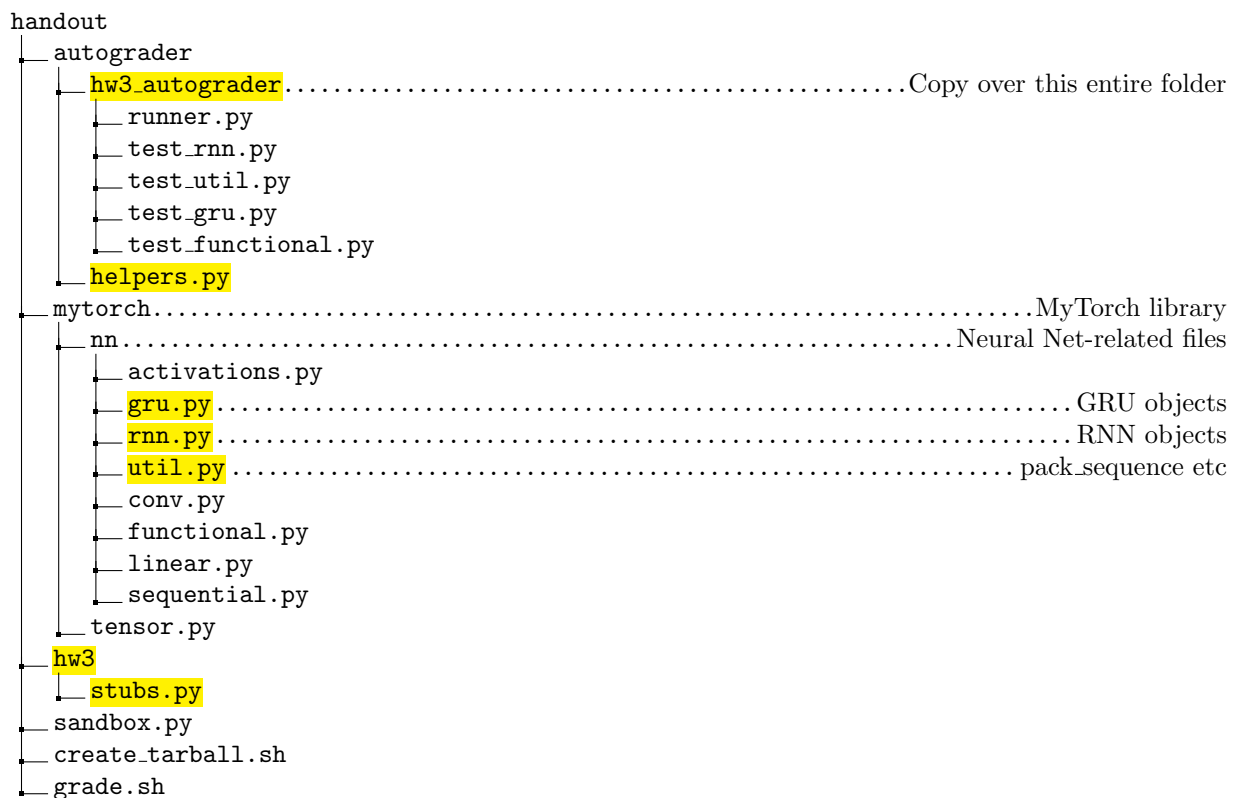 handout
autograder
hw3_autograder......................................................Copy over this entire folder
runner.py
test_rnn.py
test_util.py
test_gru.py
test_functional.py
helpers.py
mytorch..............................................................................MyTorch library
nn........................................................................Neural Net-related files
activations.py
gru.py..........................................................................GRU objects
rnn.py..........................................................................RNN objects
util.py....................................................................pack_sequence etc
conv.py
functional.py
linear.py
sequential.py
tensor.py
hw3
stubs.py
sandbox.py
create_tarball.sh
grade.sh